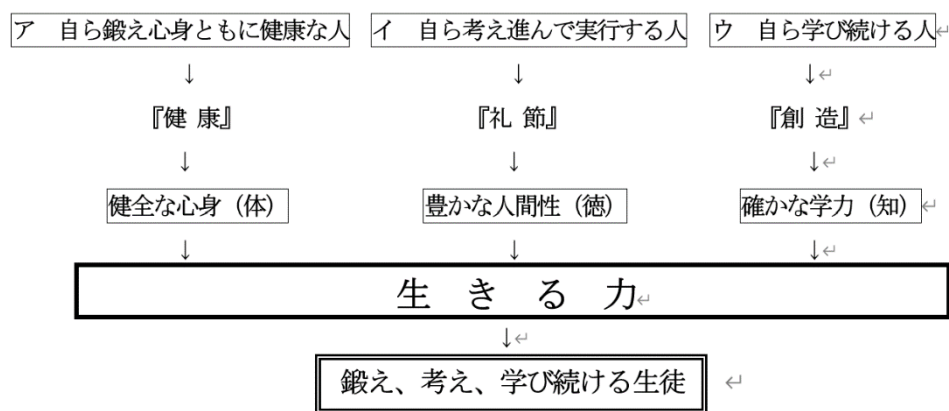 ア　自ら鍛え心身ともに健康な人　イ　自ら考え進んで実行する人　ウ　自ら学び続ける人↵
↓　↓　↓↵
『健 康』　『礼 節』　『創 造』↵
↓　↓　↓↵
健全な心身（体）　豊かな人間性（徳）　確かな学力（知）↵
↓　↓　↓↵
生　き　る　力↵
↓↵
鍛え、考え、学び続ける生徒　↵